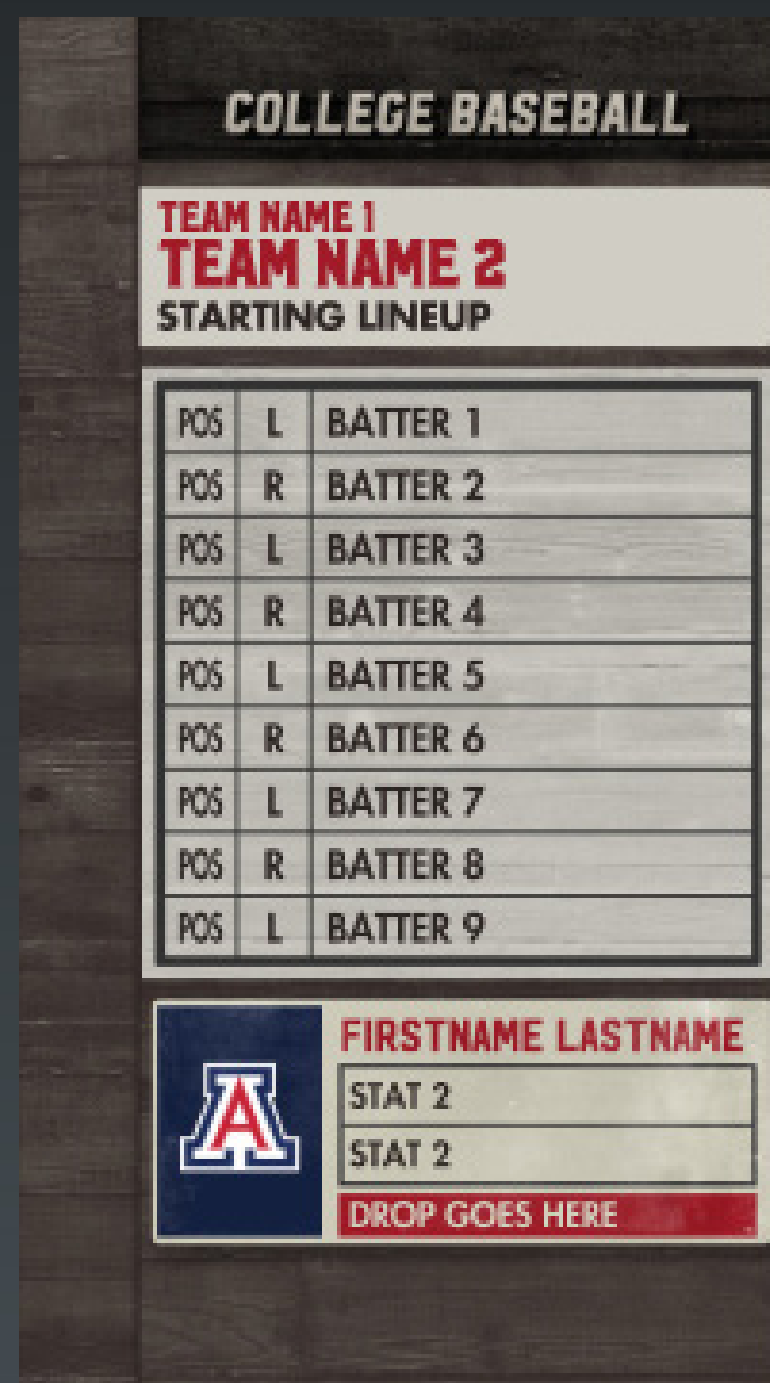 COLLEGE BASEBALL
TEAM NAME 1
TEAM NAME 2
STARTING LINEUP
POS L BATTER 1
POS R BATTER 2
POS L BATTER 3
POS R BATTER 4
POS L BATTER 5
POS R BATTER 6
POS L BATTER 7
POS R BATTER 8
POS L BATTER 9
A
FIRSTNAME LASTNAME
STAT 2
STAT 2
DROP GOES HERE